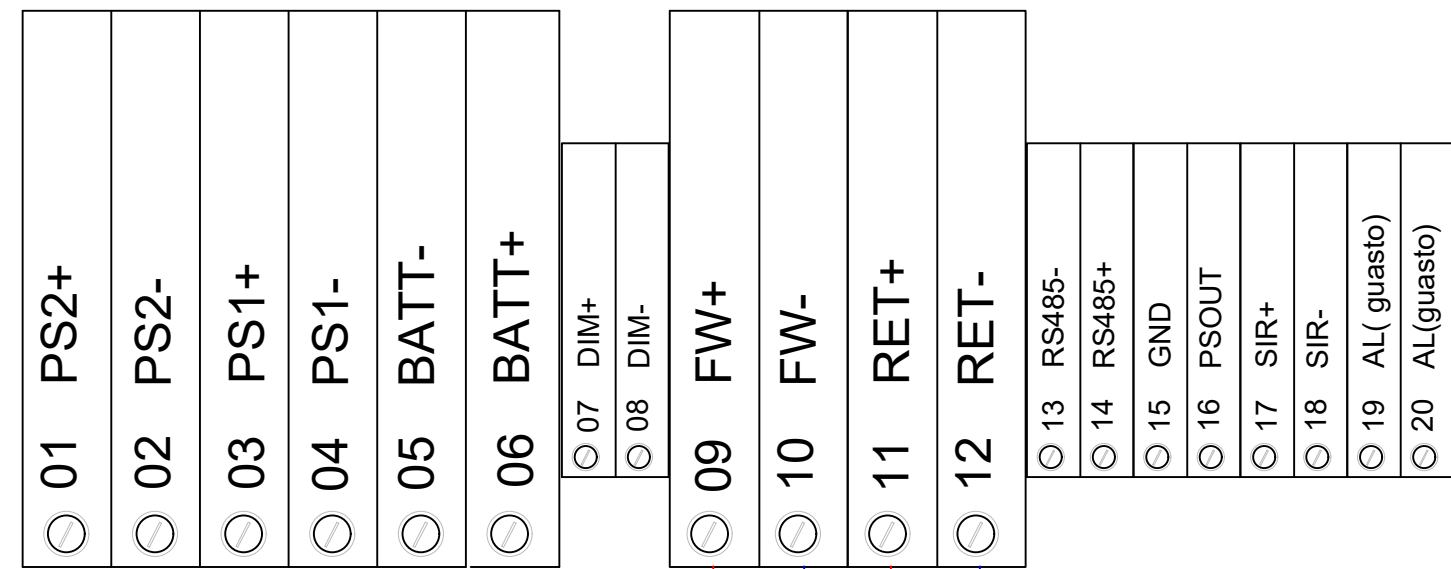 01 PS2+
02 PS2-
03 PS1+
04 PS1-
05 BATT-
06 BATT+
07 DIM+
08 DIM-
09 FW+
10 FW-
11 RET+
12 RET-
13 RS485-
14 RS485+
15 GND
16 PSOUT
17 SIR+
18 SIR-
19 AL( guasto)
20 AL(guasto)